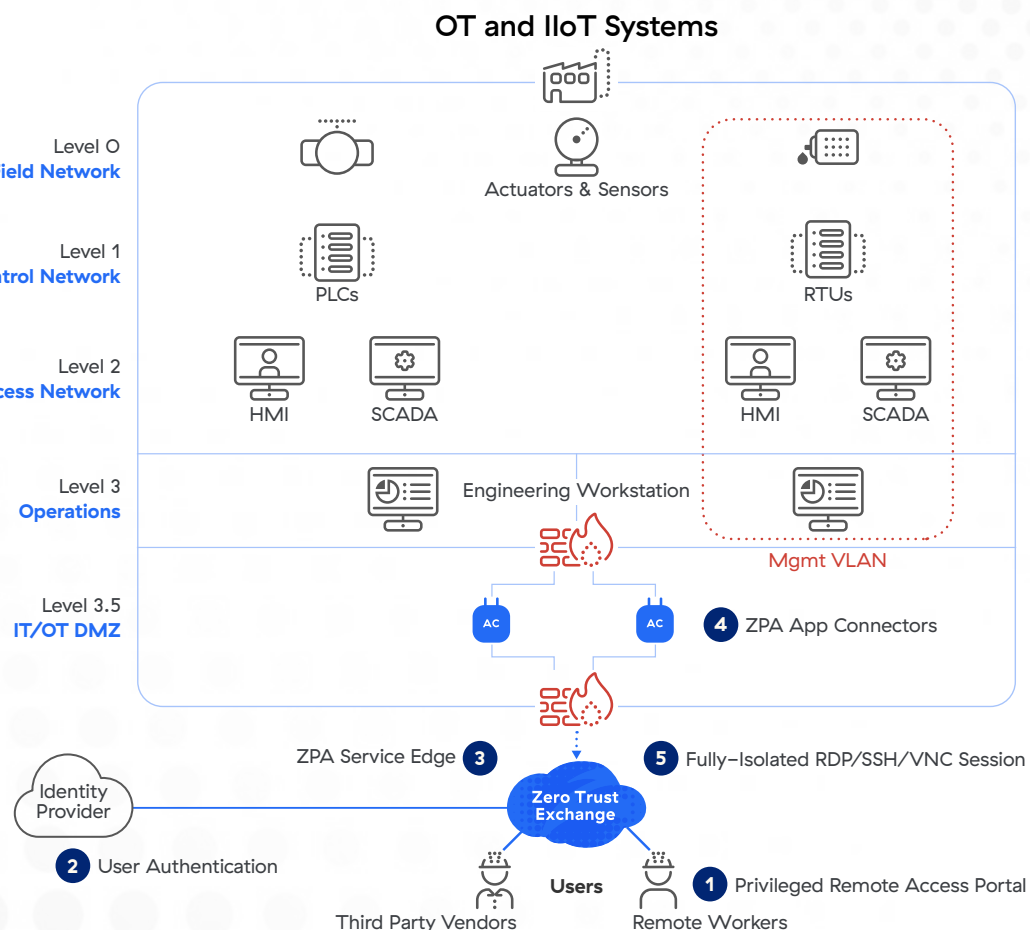 OT and IIoT Systems
Level 0
ield Network
Actuators & Sensors
Level 1
ntrol Network
PLCs
RTUs
Level 2
cess Network
HMI
SCADA
HMI
SCADA
Level 3
Operations
Engineering Workstation
Mgmt VLAN
Level 3.5
IT/OT DMZ
AC
AC
4 ZPA App Connectors
ZPA Service Edge 3
5 Fully-Isolated RDP/SSH/VNC Session
Identity
Provider
Zero Trust
Exchange
2 User Authentication
Users
1 Privileged Remote Access Portal
Third Party Vendors
Remote Workers